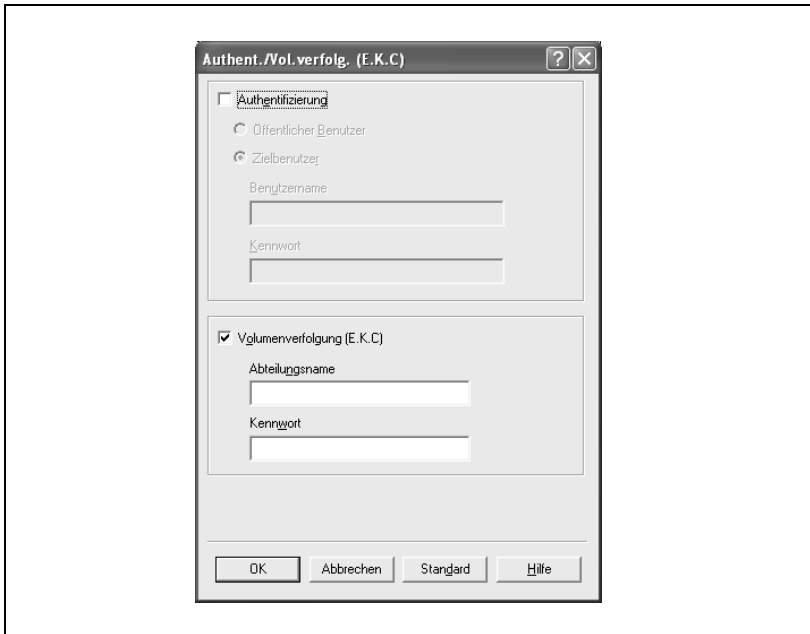 Authent./Vol.verfolg. (E.K.C)
Authentifizierung
Öffentlicher Benutzer
Zielbenutzer
Benutzername
Kennwort
Volumenverfolgung (E.K.C)
Abteilungsname
Kennwort
OK Abbrechen Standard Hilfe